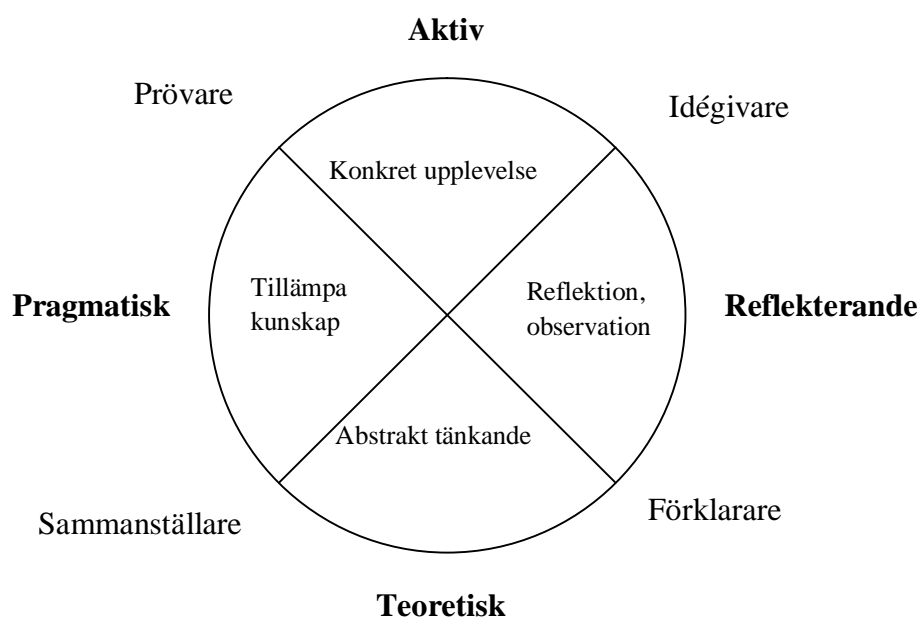 Aktiv
Prövare
Idégivare
Konkret upplevelse
Pragmatisk
Tillämpa
kunskap
Reflektion,
observation
Reflekterande
Abstrakt tänkande
Sammanställare
Förklarare
Teoretisk